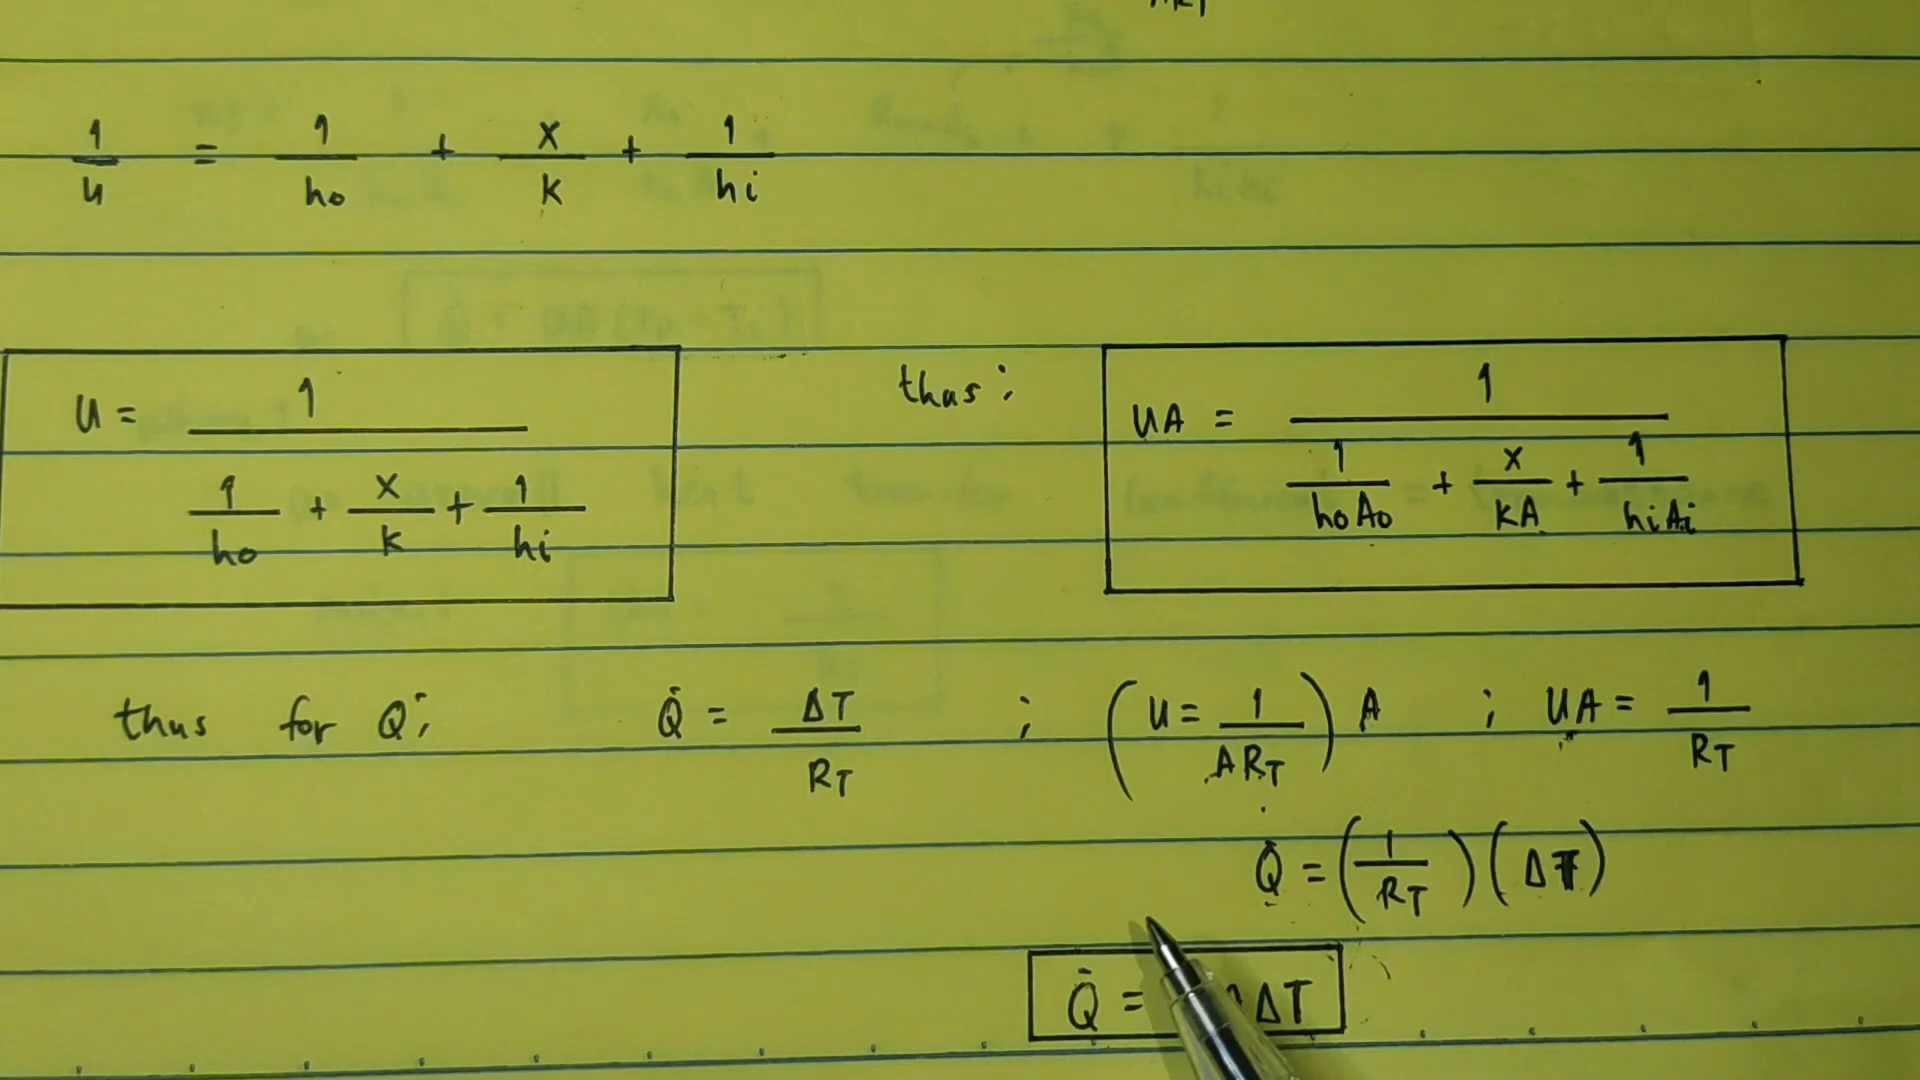 1/u = 1/ho + x/k + 1/hi
U = 1/(1/ho + x/k + 1/hi) thus: UA = 1/(1/hoAo + x/kA + 1/hiAi)
thus for Q̇; Q̇ = ΔT/RT ; (U = 1/ART) A ; UA = 1/RT
Q̇ = (1/RT)(ΔT)
Q̇ = ΔT